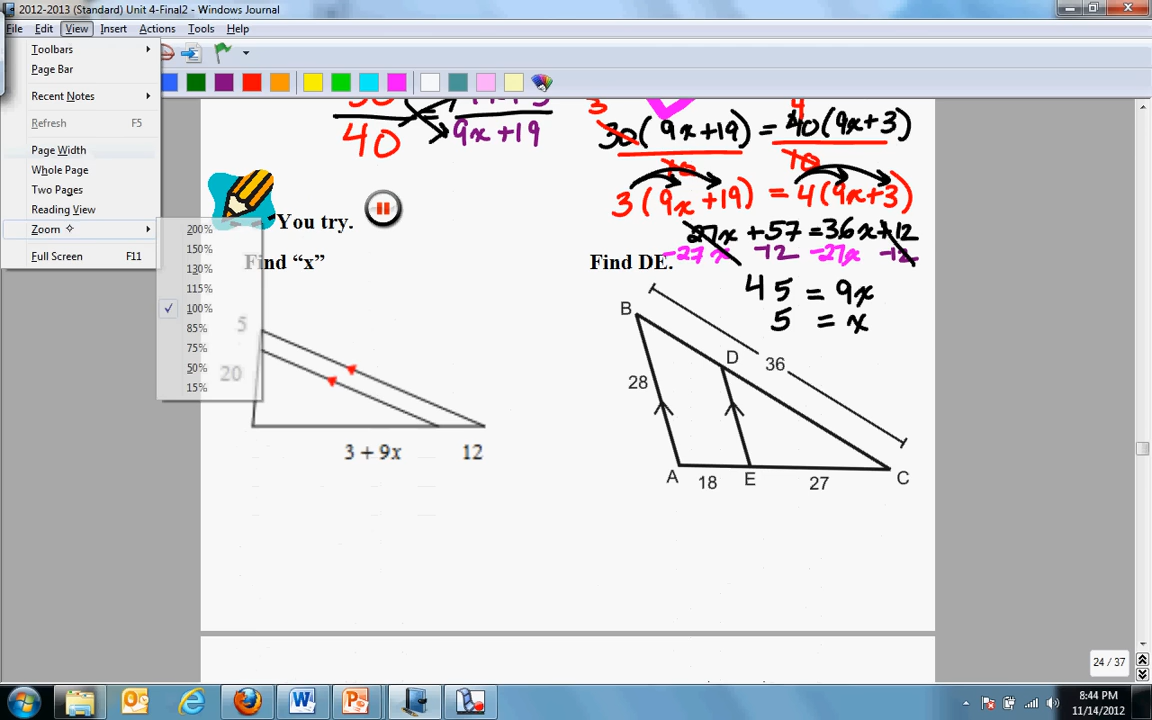 2012-2013 (Standard) Unit 4-Final2 - Windows Journal
File Edit View Insert Actions Tools Help
Toolbars
Page Bar
Recent Notes
Refresh F5
Page Width
Whole Page
Two Pages
Reading View
Zoom
Full Screen F11
200%
150%
130%
115%
100%
85%
75%
50%
15%
40 = 9x+19
30(9x+19) = 40(9x+3)
10 10
3 4
3(9x+19) = 4(9x+3)
27x +57 = 36x+12
-27x -12 -27x -12
45 = 9x
5 = x
You try.
Find “x”
5
20
3 + 9x 12
Find DE.
B
D
36
28
A 18 E 27 C
24 / 37
8:44 PM
11/14/2012